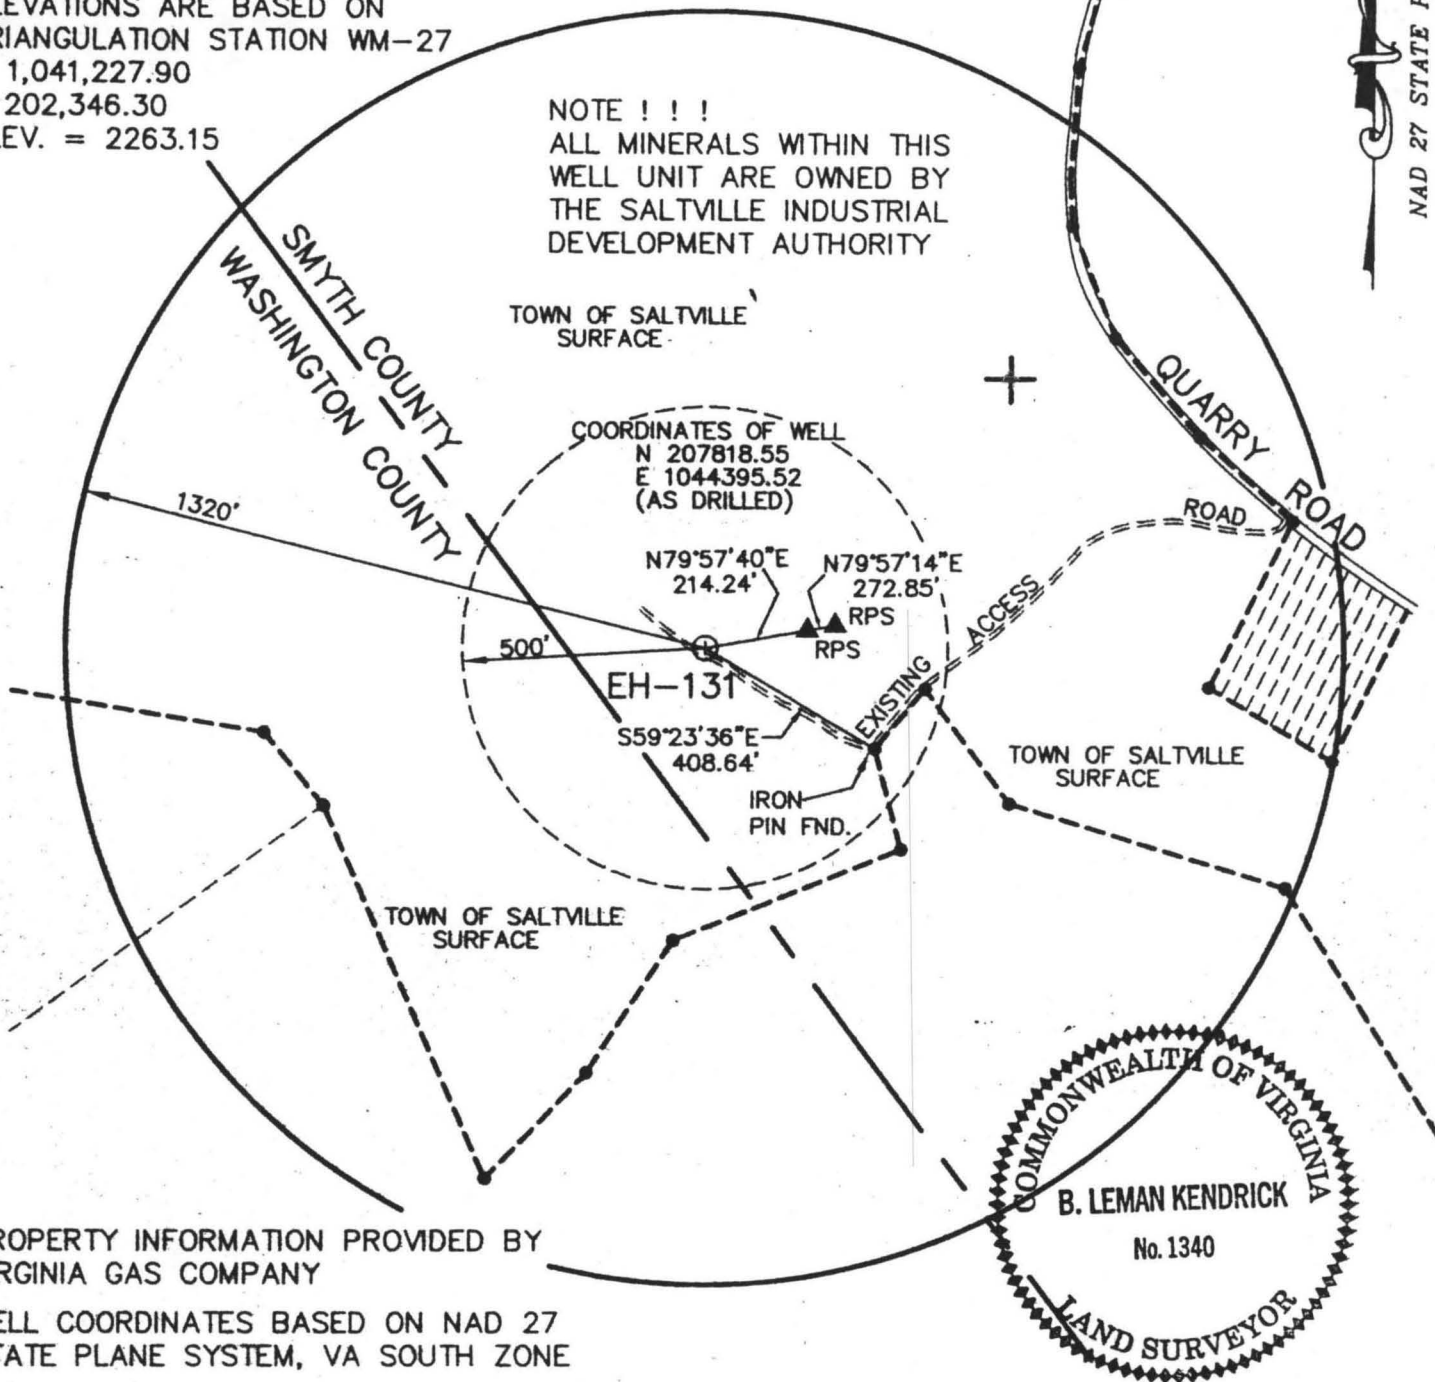 LEVATIONS ARE BASED ON
RIANGULATION STATION WM-27
1,041,227.90
202,346.30
LEV. = 2263.15
NAD 27 STATE P
NOTE ! ! !
ALL MINERALS WITHIN THIS
WELL UNIT ARE OWNED BY
THE SALTVILLE INDUSTRIAL
DEVELOPMENT AUTHORITY
SMYTH COUNTY
WASHINGTON COUNTY
TOWN OF SALTVILLE
SURFACE
QUARRY ROAD
COORDINATES OF WELL
N 207818.55
E 1044395.52
(AS DRILLED)
1320'
N79°57'40"E
214.24'
N79°57'14"E
272.85'
RPS
RPS
500'
EH-131
EXISTING ACCESS ROAD
S59°23'36"E
408.64'
IRON
PIN FND.
TOWN OF SALTVILLE
SURFACE
TOWN OF SALTVILLE
SURFACE
COMMONWEALTH OF VIRGINIA
B. LEMAN KENDRICK
No. 1340
LAND SURVEYOR
ROPERTY INFORMATION PROVIDED BY
IRGINIA GAS COMPANY
ELL COORDINATES BASED ON NAD 27
TATE PLANE SYSTEM, VA SOUTH ZONE